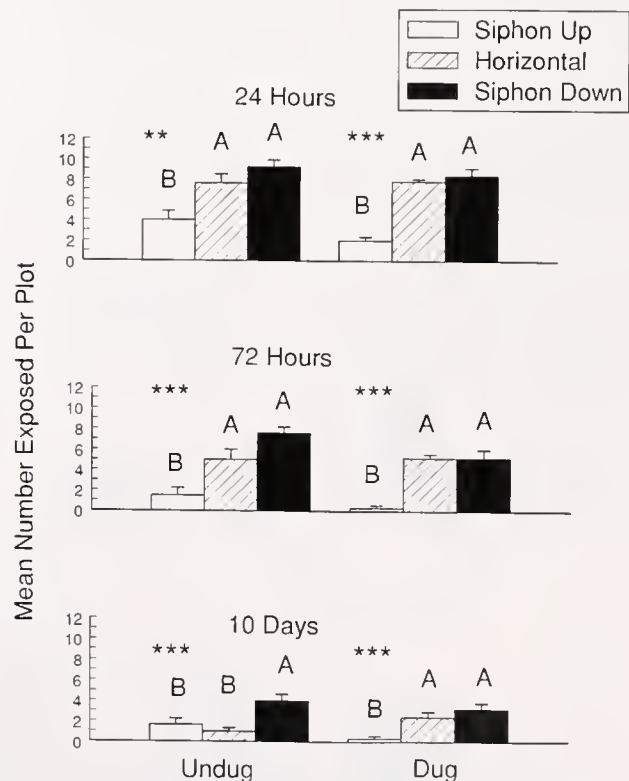 Siphon Up
Horizontal
Siphon Down
Mean Number Exposed Per Plot
24 Hours
12
10
8
6
4
2
0
**
B
A
A
***
B
A
A
72 Hours
12
10
8
6
4
2
0
***
B
A
A
***
B
A
A
10 Days
12
10
8
6
4
2
0
***
B
B
A
***
B
A
A
Undug
Dug